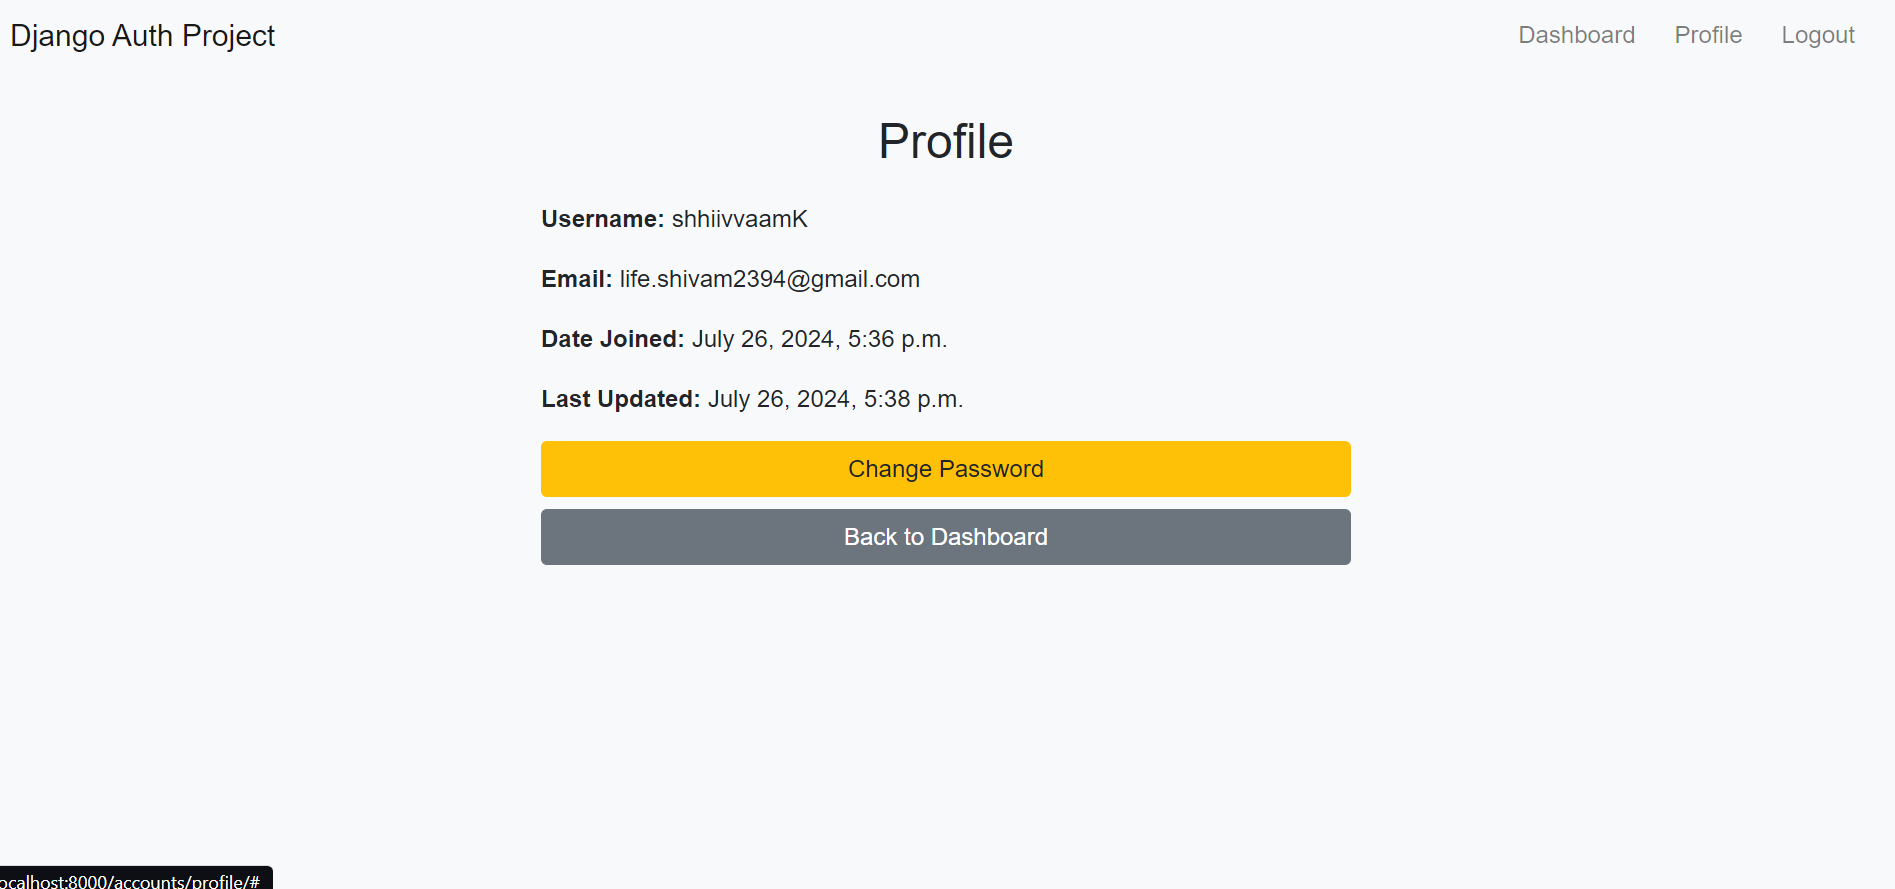 Django Auth Project
Dashboard Profile Logout
Profile
Username: shhiivvaamK
Email: life.shivam2394@gmail.com
Date Joined: July 26, 2024, 5:36 p.m.
Last Updated: July 26, 2024, 5:38 p.m.
Change Password
Back to Dashboard
ocalhost:8000/accounts/profile/#